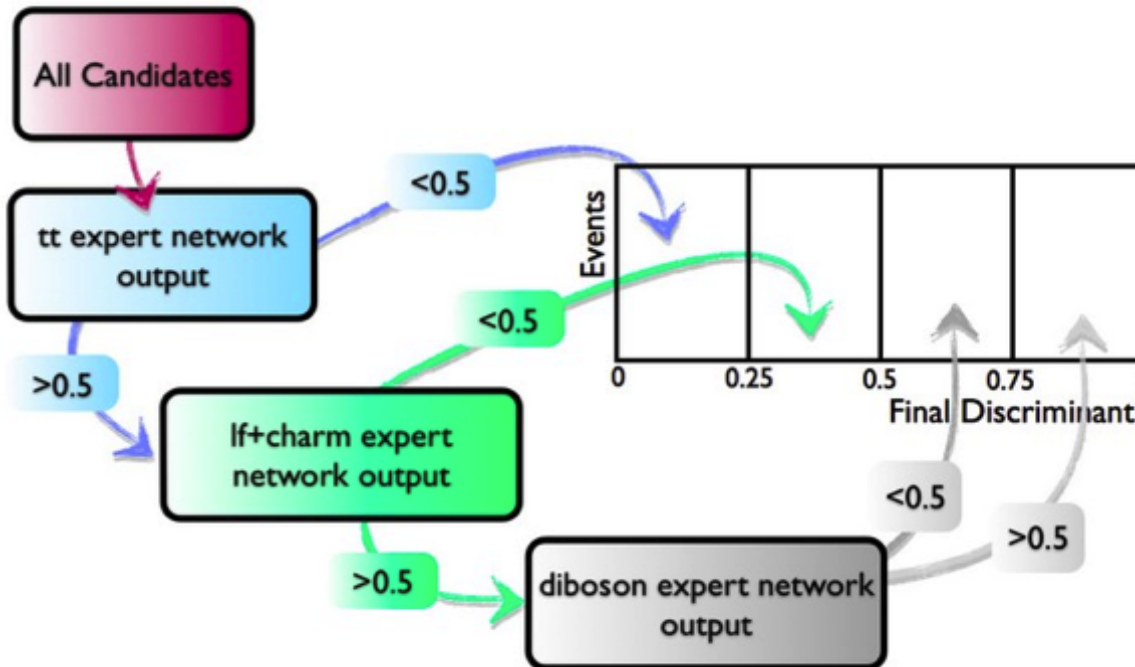 All Candidates
<0.5
tt expert network
output
Events
<0.5
>0.5
0
0.25
0.5
0.75
Final Discriminant
lf+charm expert
network output
<0.5
>0.5
>0.5
diboson expert network
output